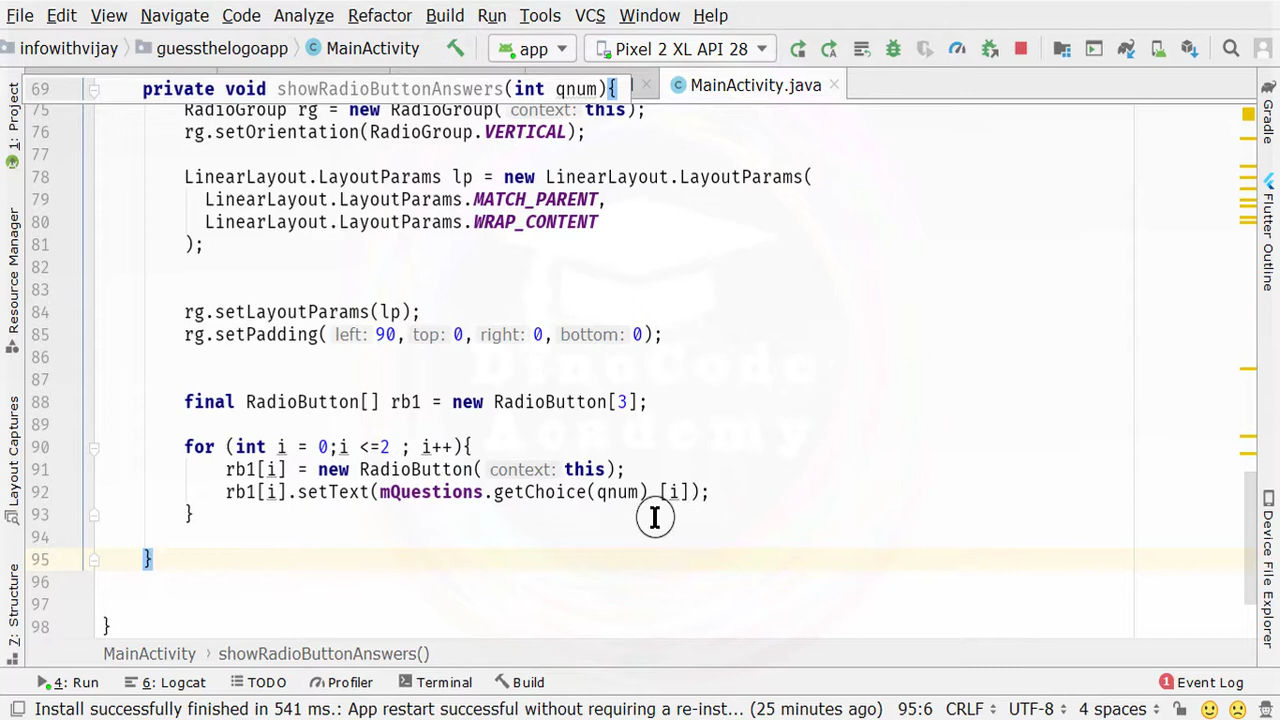 File Edit View Navigate Code Analyze Refactor Build Run Tools VCS Window Help
infowithvijay guessthelogoapp MainActivity app Pixel 2 XL API 28
MainActivity.java
69 private void showRadioButtonAnswers(int qnum){
75 RadioGroup rg = new RadioGroup( context: this);
76 rg.setOrientation(RadioGroup.VERTICAL);
77
78 LinearLayout.LayoutParams lp = new LinearLayout.LayoutParams(
79 LinearLayout.LayoutParams.MATCH_PARENT,
80 LinearLayout.LayoutParams.WRAP_CONTENT
81 );
82
83
84 rg.setLayoutParams(lp);
85 rg.setPadding( left: 90, top: 0, right: 0, bottom: 0);
86
87
88 final RadioButton[] rb1 = new RadioButton[3];
89
90 for (int i = 0;i <=2 ; i++){
91 rb1[i] = new RadioButton( context: this);
92 rb1[i].setText(mQuestions.getChoice(qnum) [i]);
93 }
94
95 }
96
97
98 }
DinoCode
Academy
MainActivity showRadioButtonAnswers()
1: Project
Resource Manager
Layout Captures
Z: Structure
Gradle
Flutter Outline
Device File Explorer
4: Run 6: Logcat TODO Profiler Terminal Build 1 Event Log
Install successfully finished in 541 ms.: App restart successful without requiring a re-inst... (25 minutes ago) 95:6 CRLF UTF-8 4 spaces